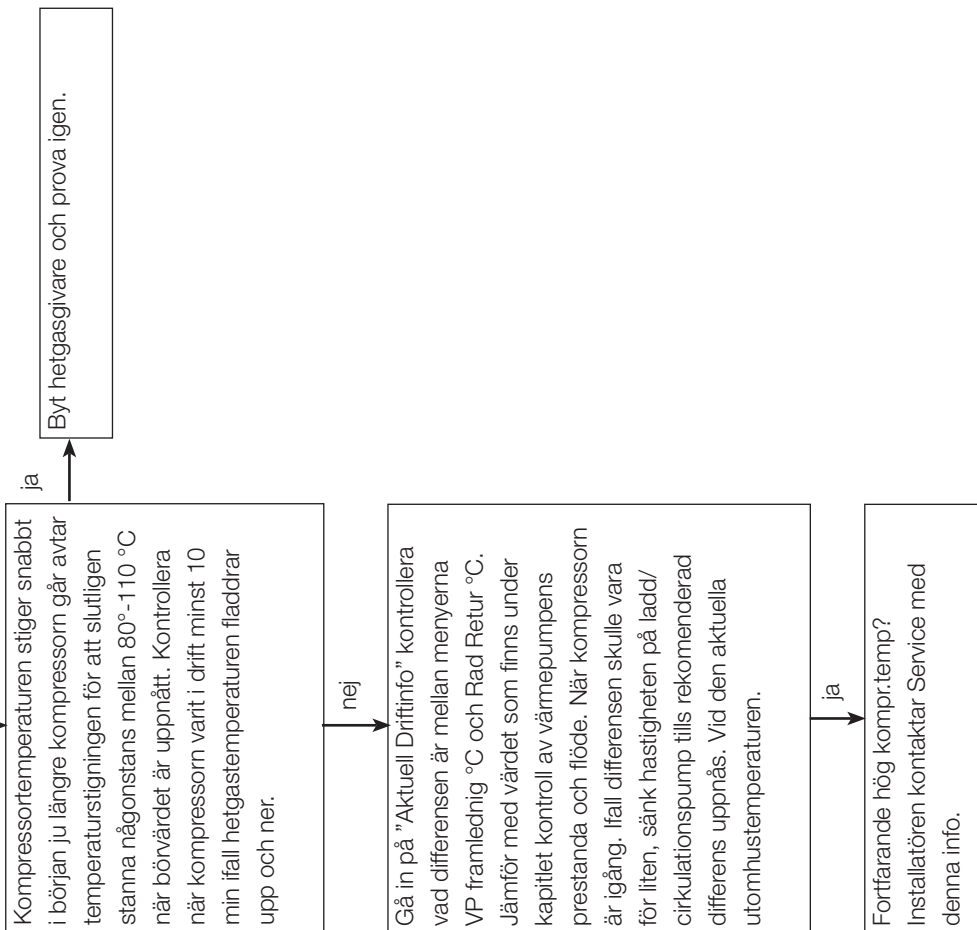 Kompressortemperaturen stiger snabbt
i början ju längre kompressorn går avtar
temperaturstigningen för att slutligen
stanna någonstans mellan 80°-110 °C
när börvärdet är uppnått. Kontrollera
när kompressorn varit i drift minst 10
min ifall hetgastemperaturen fladdrar
upp och ner.
ja
Byt hetgasgivare och prova igen.
nej
Gå in på ”Aktuell Driftinfo” kontrollera
vad differensen är mellan menyerna
VP framlednig °C och Rad Retur °C.
Jämför med värdet som finns under
kapitlet kontroll av värmepumpens
prestanda och flöde. När kompressorn
är igång. Ifall differensen skulle vara
för liten, sänk hastigheten på ladd/
cirkulationspump tills rekomenderad
differens uppnås. Vid den aktuella
utomhustemperaturen.
ja
Fortfarande hög kompr.temp?
Installatören kontaktar Service med
denna info.